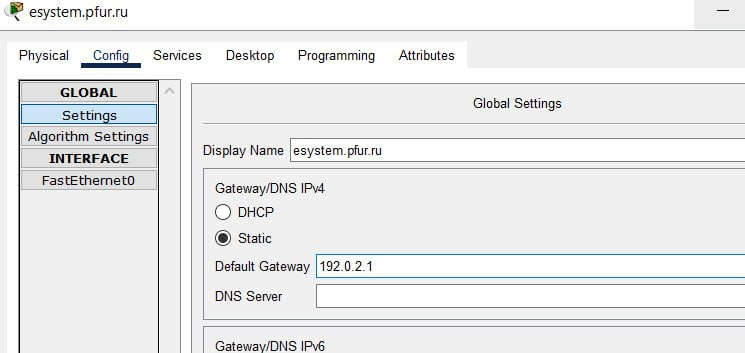 esystem.pfur.ru
Physical Config Services Desktop Programming Attributes
GLOBAL
Settings
Algorithm Settings
INTERFACE
FastEthernet0
Global Settings
Display Name esystem.pfur.ru
Gateway/DNS IPv4
DHCP
Static
Default Gateway 192.0.2.1
DNS Server
Gateway/DNS IPv6